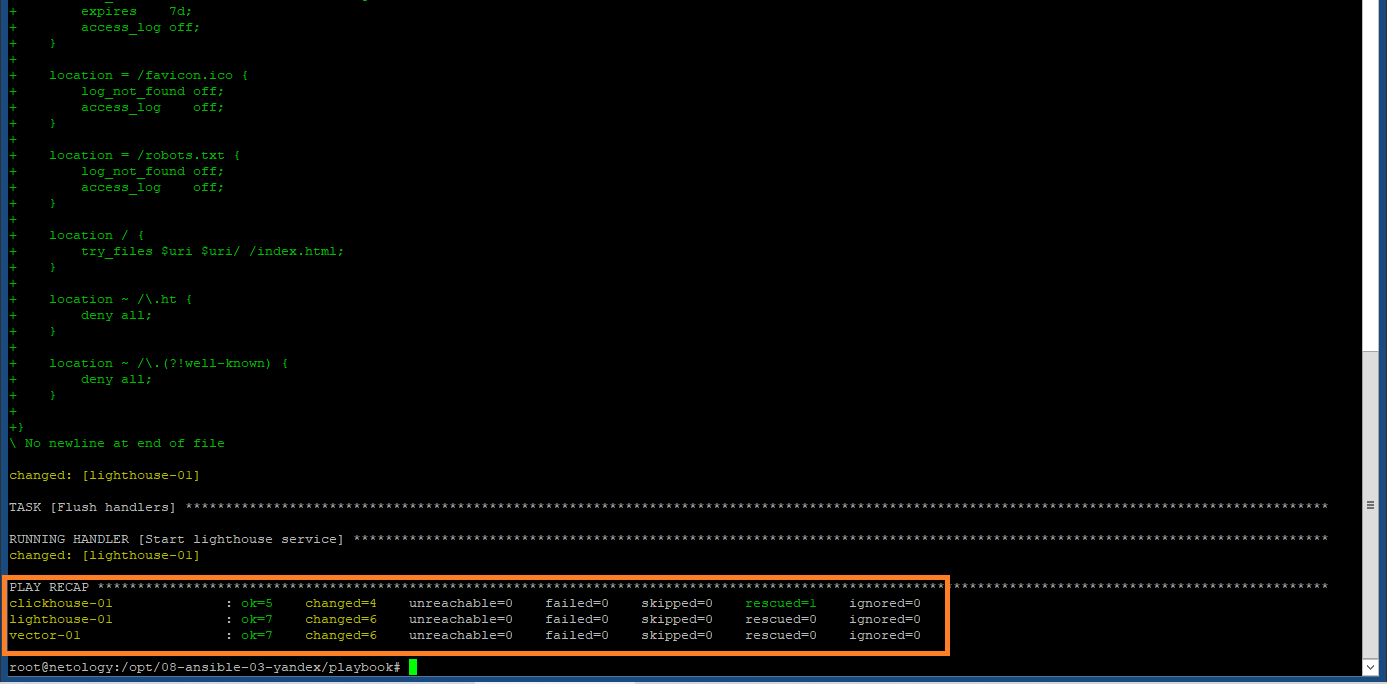 +        expires    7d;
+        access_log off;
+    }
+
+    location = /favicon.ico {
+        log_not_found off;
+        access_log    off;
+    }
+
+    location = /robots.txt {
+        log_not_found off;
+        access_log    off;
+    }
+
+    location / {
+        try_files $uri $uri/ /index.html;
+    }
+
+    location ~ /\.ht {
+        deny all;
+    }
+
+    location ~ /\.(?!well-known) {
+        deny all;
+    }
+
+}
\ No newline at end of file
changed: [lighthouse-01]
TASK [Flush handlers] ***********************************************************************************************************************************************
RUNNING HANDLER [Start lighthouse service] **************************************************************************************************************************
changed: [lighthouse-01]
PLAY RECAP **********************************************************************************************************************************************************
clickhouse-01              : ok=5    changed=4    unreachable=0    failed=0    skipped=0    rescued=1    ignored=0
lighthouse-01              : ok=7    changed=6    unreachable=0    failed=0    skipped=0    rescued=0    ignored=0
vector-01                  : ok=7    changed=6    unreachable=0    failed=0    skipped=0    rescued=0    ignored=0
root@netology:/opt/08-ansible-03-yandex/playbook#